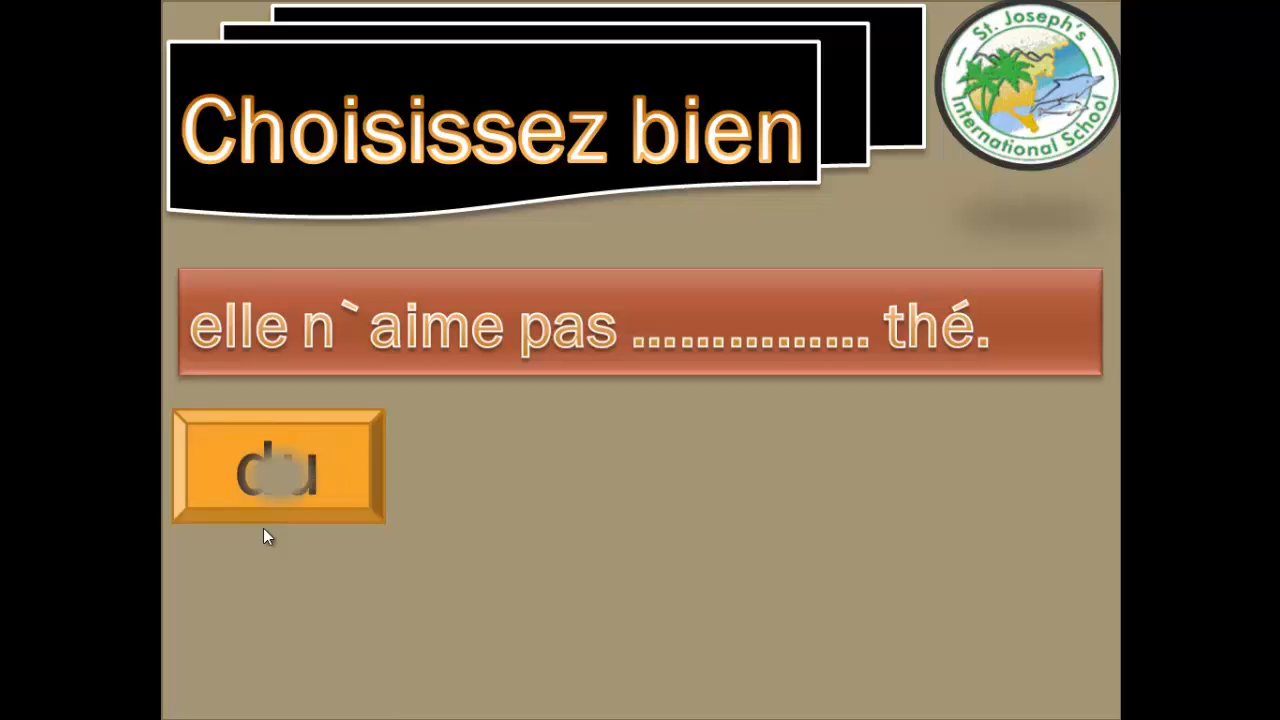 Choisissez bien
St. Joseph's
International School
elle n`aime pas ............... thé.
du